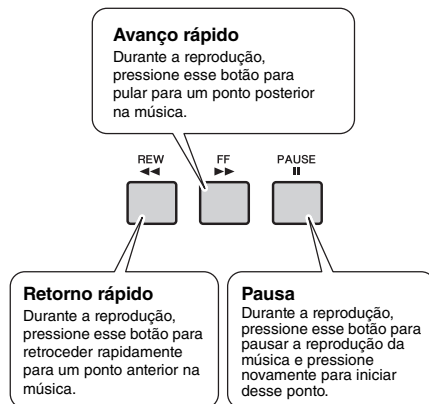 Avanço rápido
Durante a reprodução,
pressione esse botão para
pular para um ponto posterior
na música.
REW
FF
PAUSE
Retorno rápido
Durante a reprodução,
pressione esse botão para
retroceder rapidamente
para um ponto anterior na
música.
Pausa
Durante a reprodução,
pressione esse botão para
pausar a reprodução da
música e pressione
novamente para iniciar
desse ponto.